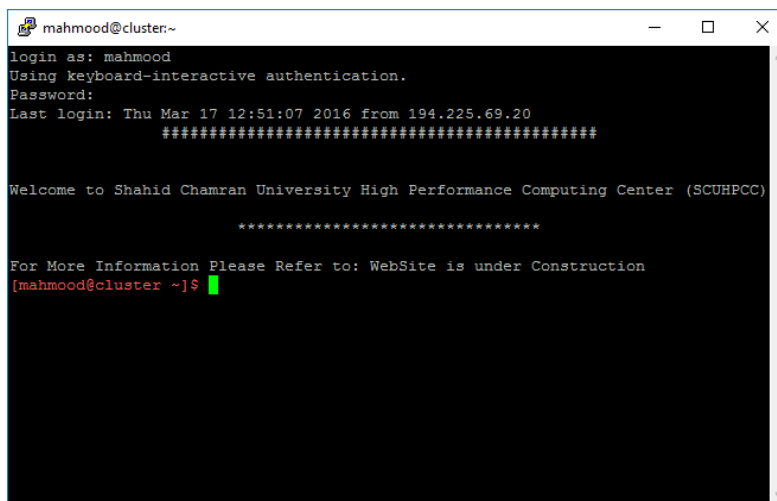 mahmood@cluster:~
login as: mahmood
Using keyboard-interactive authentication.
Password:
Last login: Thu Mar 17 12:51:07 2016 from 194.225.69.20
##############################################
Welcome to Shahid Chamran University High Performance Computing Center (SCUHPCC)
********************************
For More Information Please Refer to: WebSite is under Construction
[mahmood@cluster ~]$